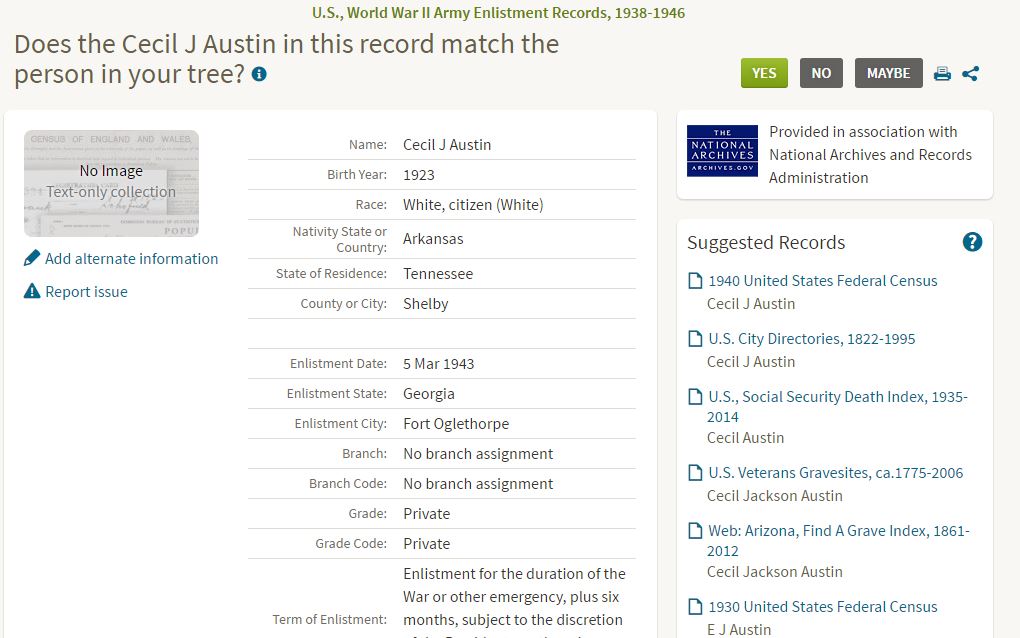 U.S., World War II Army Enlistment Records, 1938-1946
Does the Cecil J Austin in this record match the
person in your tree?
YES
NO
MAYBE
CENSUS OF ENGLAND AND WALES,
No Image
Text-only collection
POPU
Add alternate information
Report issue
Name: Cecil J Austin
Birth Year: 1923
Race: White, citizen (White)
Nativity State or
Country: Arkansas
State of Residence: Tennessee
County or City: Shelby
Enlistment Date: 5 Mar 1943
Enlistment State: Georgia
Enlistment City: Fort Oglethorpe
Branch: No branch assignment
Branch Code: No branch assignment
Grade: Private
Grade Code: Private
Term of Enlistment: Enlistment for the duration of the
War or other emergency, plus six
months, subject to the discretion
THE
NATIONAL
ARCHIVES
ARCHIVES.GOV
Provided in association with
National Archives and Records
Administration
Suggested Records
?
1940 United States Federal Census
Cecil J Austin
U.S. City Directories, 1822-1995
Cecil J Austin
U.S., Social Security Death Index, 1935-
2014
Cecil Austin
U.S. Veterans Gravesites, ca.1775-2006
Cecil Jackson Austin
Web: Arizona, Find A Grave Index, 1861-
2012
Cecil Jackson Austin
1930 United States Federal Census
E J Austin